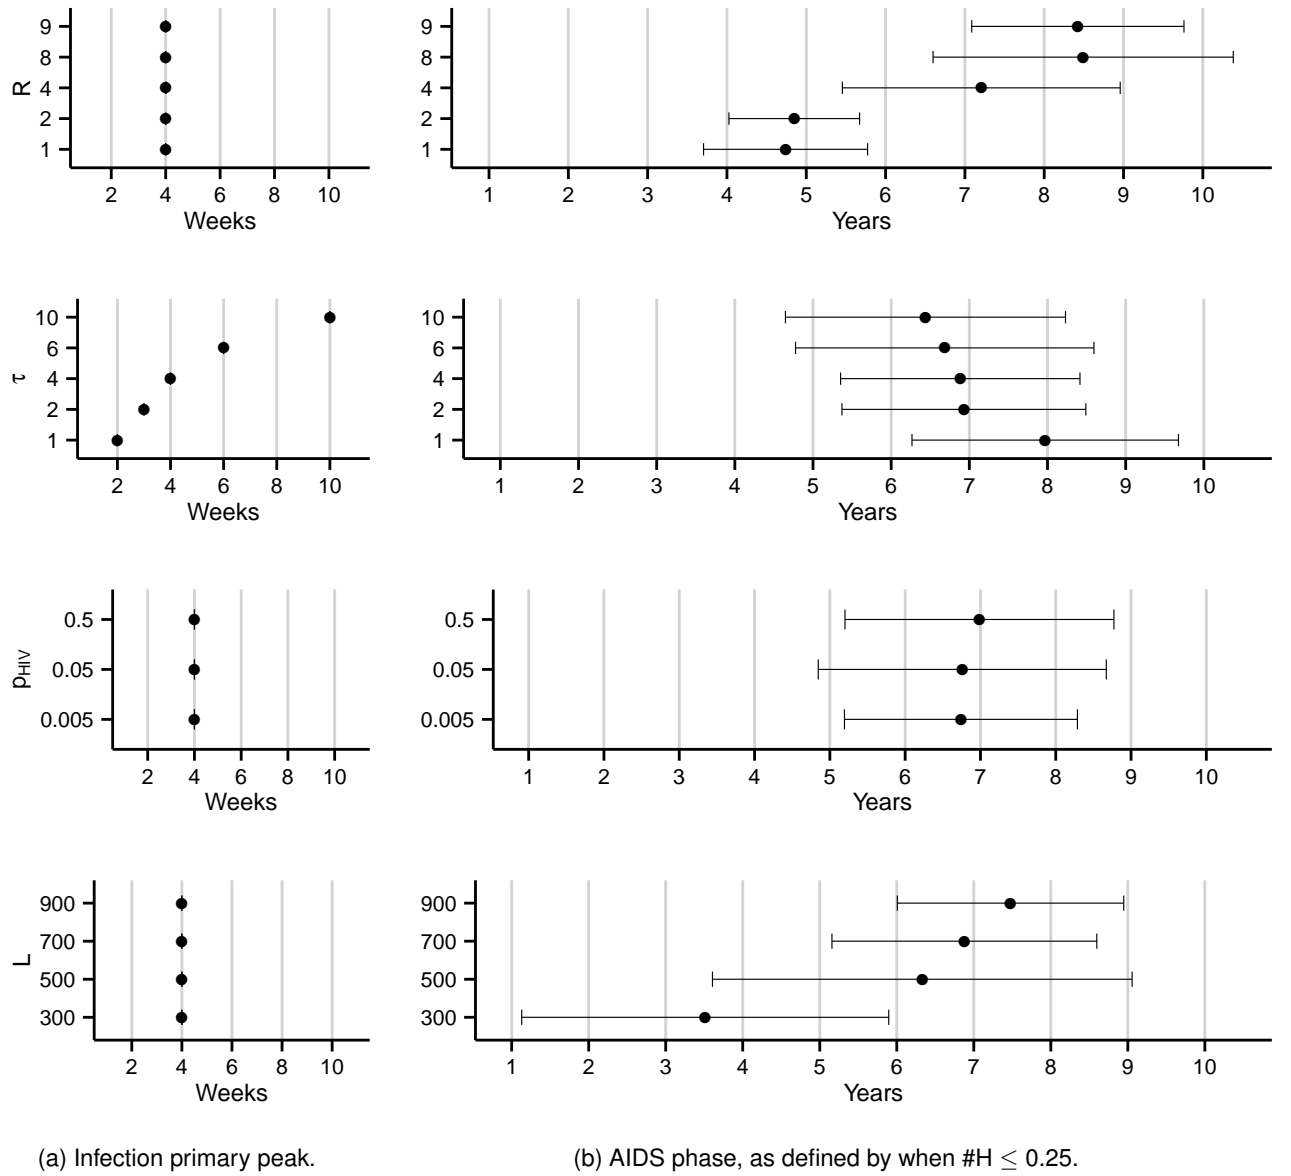 R
9
8
4
2
1
2 4 6 8 10
Weeks
9
8
4
2
1
1 2 3 4 5 6 7 8 9 10
Years
τ
10
6
4
2
1
2 4 6 8 10
Weeks
10
6
4
2
1
1 2 3 4 5 6 7 8 9 10
Years
pHIV
0.5
0.05
0.005
2 4 6 8 10
Weeks
0.5
0.05
0.005
1 2 3 4 5 6 7 8 9 10
Years
L
900
700
500
300
2 4 6 8 10
Weeks
900
700
500
300
1 2 3 4 5 6 7 8 9 10
Years
(a) Infection primary peak.
(b) AIDS phase, as defined by when #H ≤ 0.25.